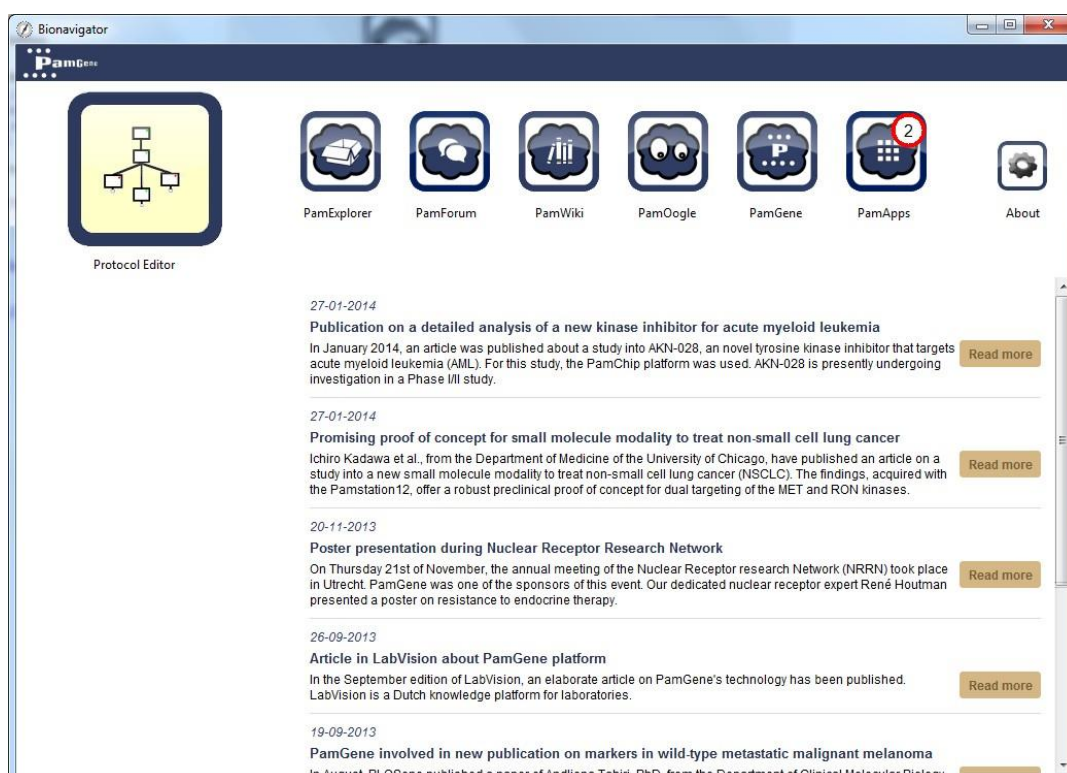 Bionavigator
PamGene
2
PamExplorer
PamForum
PamWiki
PamOogle
PamGene
PamApps
About
Protocol Editor
27-01-2014
Publication on a detailed analysis of a new kinase inhibitor for acute myeloid leukemia
In January 2014, an article was published about a study into AKN-028, an novel tyrosine kinase inhibitor that targets
acute myeloid leukemia (AML). For this study, the PamChip platform was used. AKN-028 is presently undergoing
investigation in a Phase I/II study.
Read more
27-01-2014
Promising proof of concept for small molecule modality to treat non-small cell lung cancer
Ichiro Kadawa et al., from the Department of Medicine of the University of Chicago, have published an article on a
study into a new small molecule modality to treat non-small cell lung cancer (NSCLC). The findings, acquired with
the Pamstation12, offer a robust preclinical proof of concept for dual targeting of the MET and RON kinases.
Read more
20-11-2013
Poster presentation during Nuclear Receptor Research Network
On Thursday 21st of November, the annual meeting of the Nuclear Receptor research Network (NRRN) took place
in Utrecht. PamGene was one of the sponsors of this event. Our dedicated nuclear receptor expert René Houtman
presented a poster on resistance to endocrine therapy.
Read more
26-09-2013
Article in LabVision about PamGene platform
In the September edition of LabVision, an elaborate article on PamGene's technology has been published.
LabVision is a Dutch knowledge platform for laboratories.
Read more
19-09-2013
PamGene involved in new publication on markers in wild-type metastatic malignant melanoma